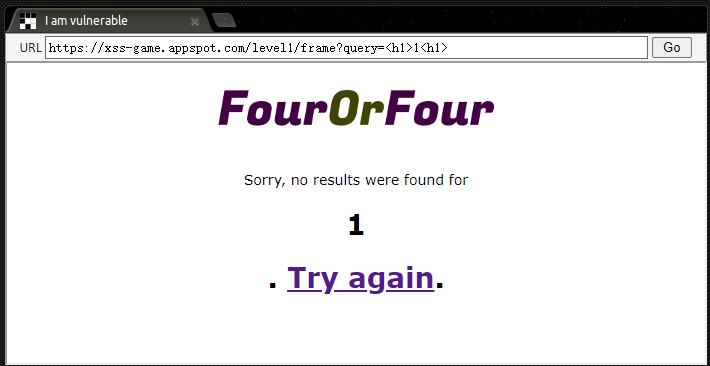 I am vulnerable
URL https://xss-game.appspot.com/level1/frame?query=<h1>1<h1> Go
FourOrFour
Sorry, no results were found for
1
. Try again.